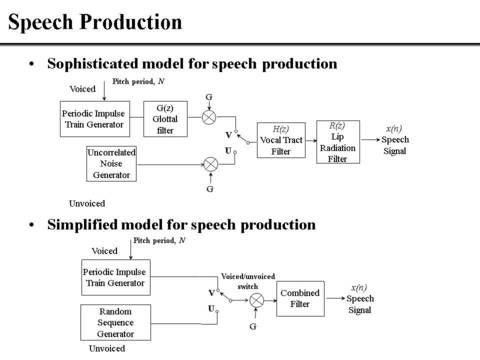 Speech Production
• Sophisticated model for speech production
Pitch period, N
Voiced
Periodic Impulse
Train Generator
G(z)
Glottal
filter
G
V
U
H(z)
Vocal Tract
Filter
R(z)
Lip
Radiation
Filter
x(n)
Speech
Signal
Uncorrelated
Noise
Generator
G
Unvoiced
• Simplified model for speech production
Pitch period, N
Voiced
Periodic Impulse
Train Generator
Voiced/unvoiced
switch
V
U
G
Combined
Filter
x(n)
Speech
Signal
Random
Sequence
Generator
Unvoiced